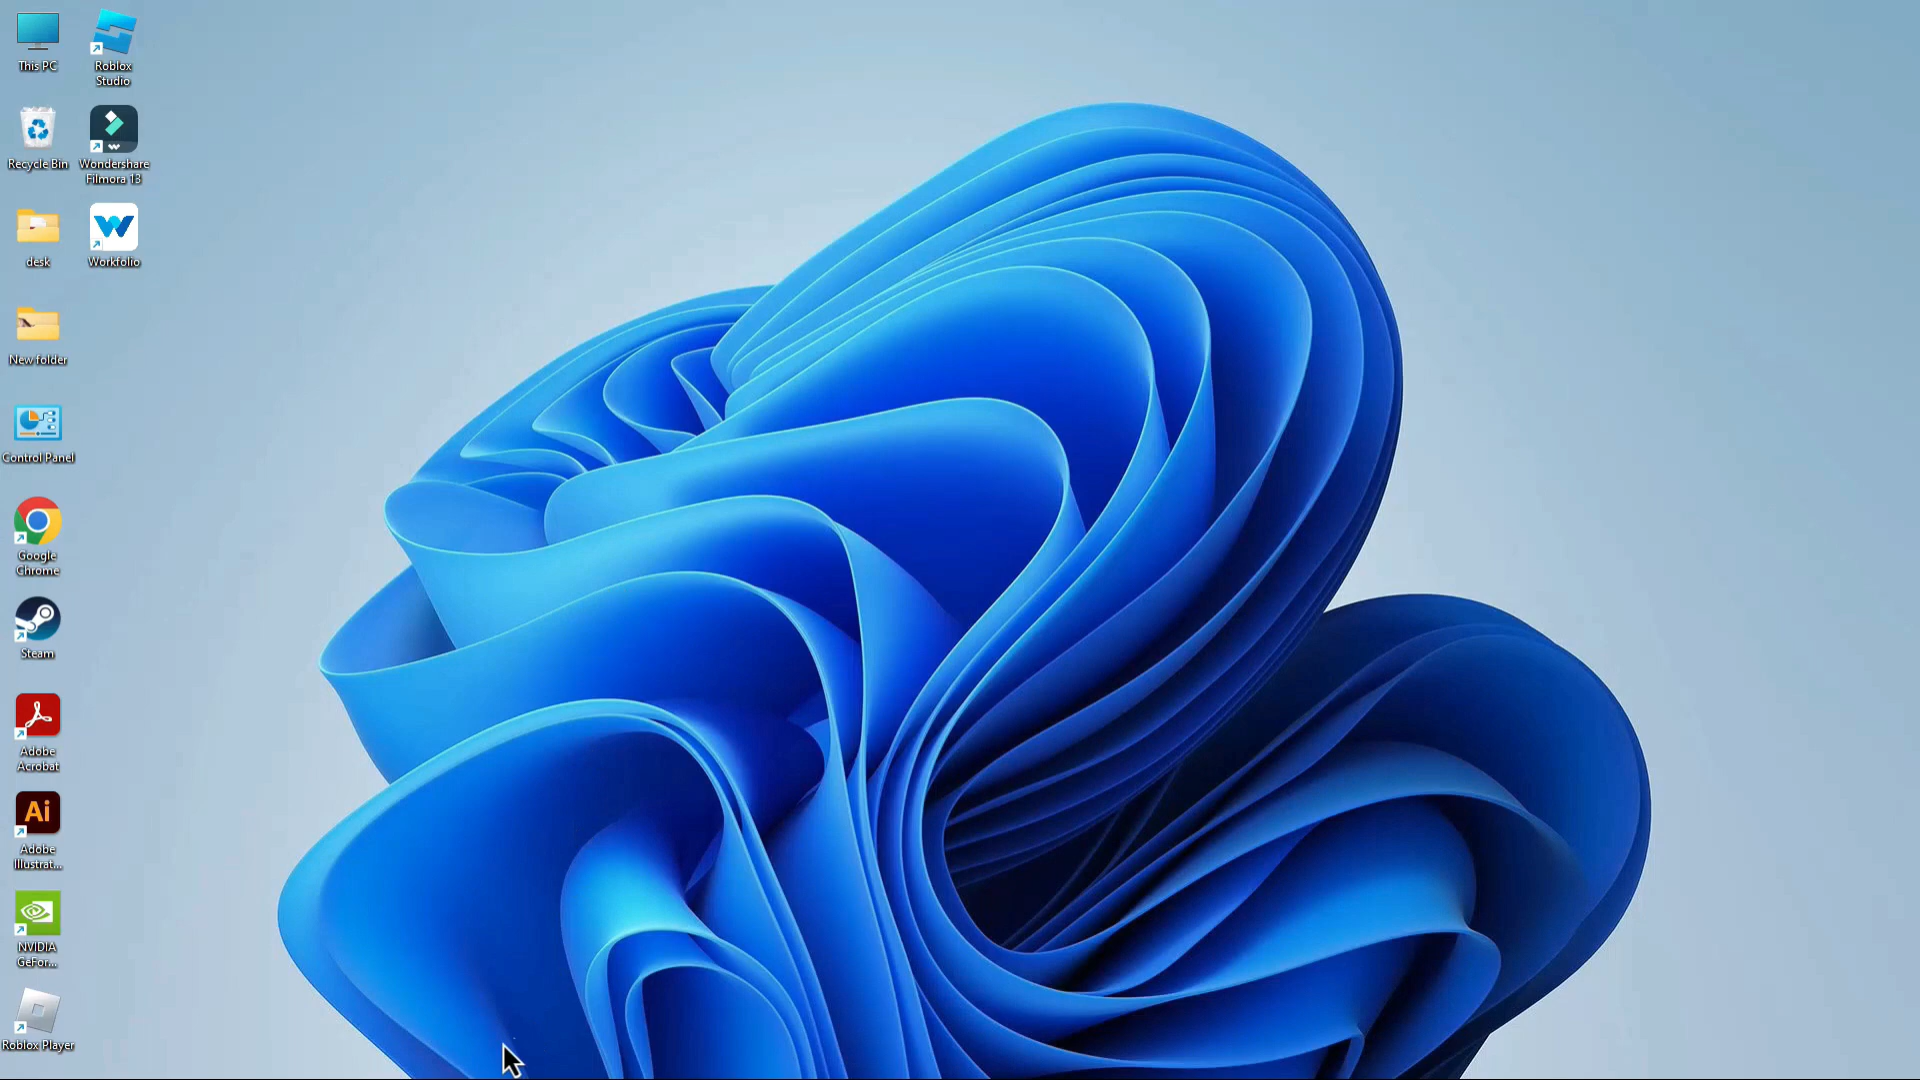 This PC
Roblox
Studio
Recycle Bin
Wondershare
Filmora 13
desk
W
Workfolio
New folder
Control Panel
Google
Chrome
Steam
Adobe
Acrobat
Ai
Adobe
Illustrat...
NVIDIA
GeFor...
Roblox Player